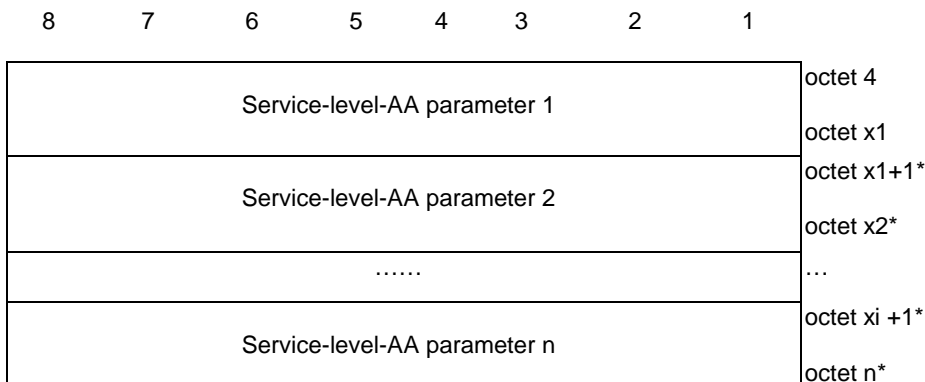 8 7 6 5 4 3 2 1
Service-level-AA parameter 1
octet 4
octet x1
Service-level-AA parameter 2
octet x1+1*
octet x2*
……
…
Service-level-AA parameter n
octet xi +1*
octet n*